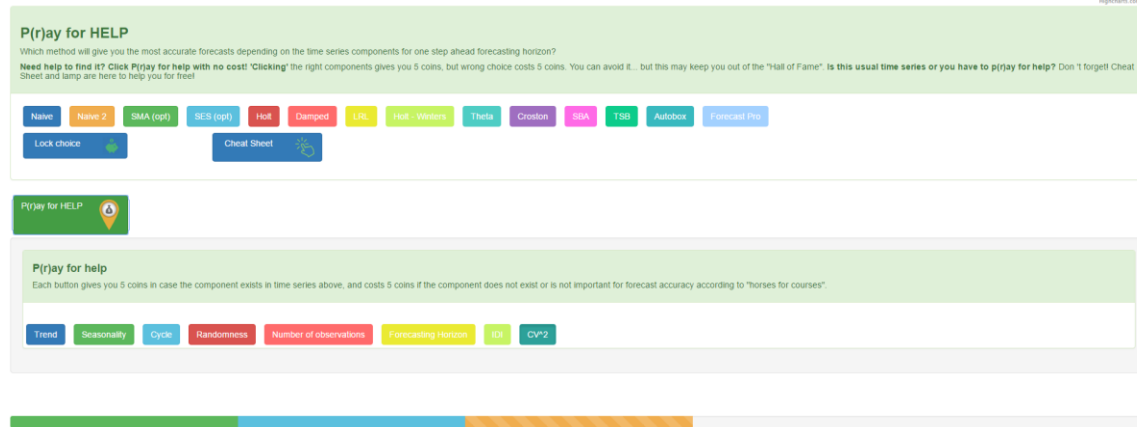 Highcharts.com
P(r)ay for HELP
Which method will give you the most accurate forecasts depending on the time series components for one step ahead forecasting horizon?
Need help to find it? Click P(r)ay for help with no cost! 'Clicking' the right components gives you 5 coins, but wrong choice costs 5 coins. You can avoid it... but this may keep you out of the "Hall of Fame". Is this usual time series or you have to p(r)ay for help? Don 't forget! Cheat
Sheet and lamp are here to help you for free!
Naive Naive 2 SMA (opt) SES (opt) Holt Damped LRL Holt - Winters Theta Croston SBA TSB Autobox Forecast Pro
Lock choice Cheat Sheet
P(r)ay for HELP
P(r)ay for help
Each button gives you 5 coins in case the component exists in time series above, and costs 5 coins if the component does not exist or is not important for forecast accuracy according to "horses for courses".
Trend Seasonality Cycle Randomness Number of observations Forecasting Horizon IDI CV^2